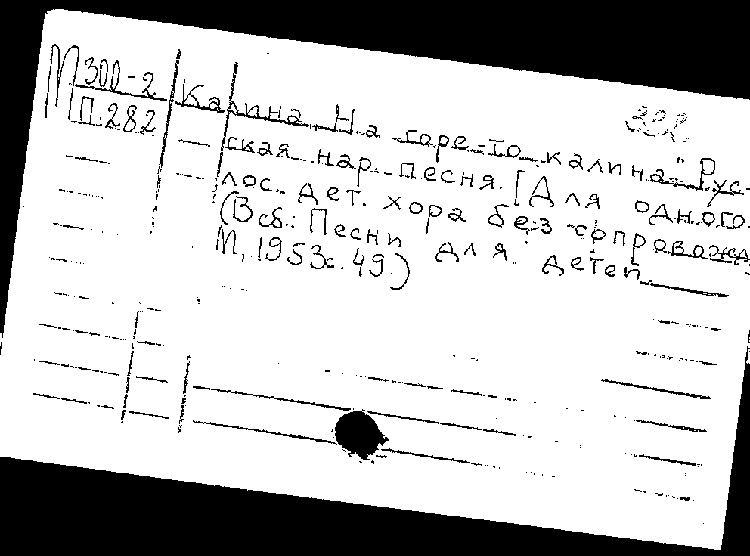 М 300-2
П.282
Калина „На горе-то калина" Рус-
ская нар. песня. [Для одного-
лос. дет. хора без сопровожд.
(В сб.: Песни для детей
М, 1953. с. 49.)